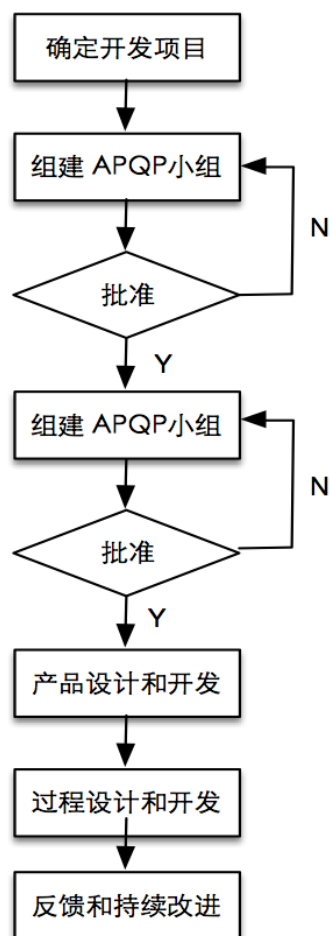 确定开发项目
组建 APQP小组
N
批准
Y
组建 APQP小组
N
批准
Y
产品设计和开发
过程设计和开发
反馈和持续改进